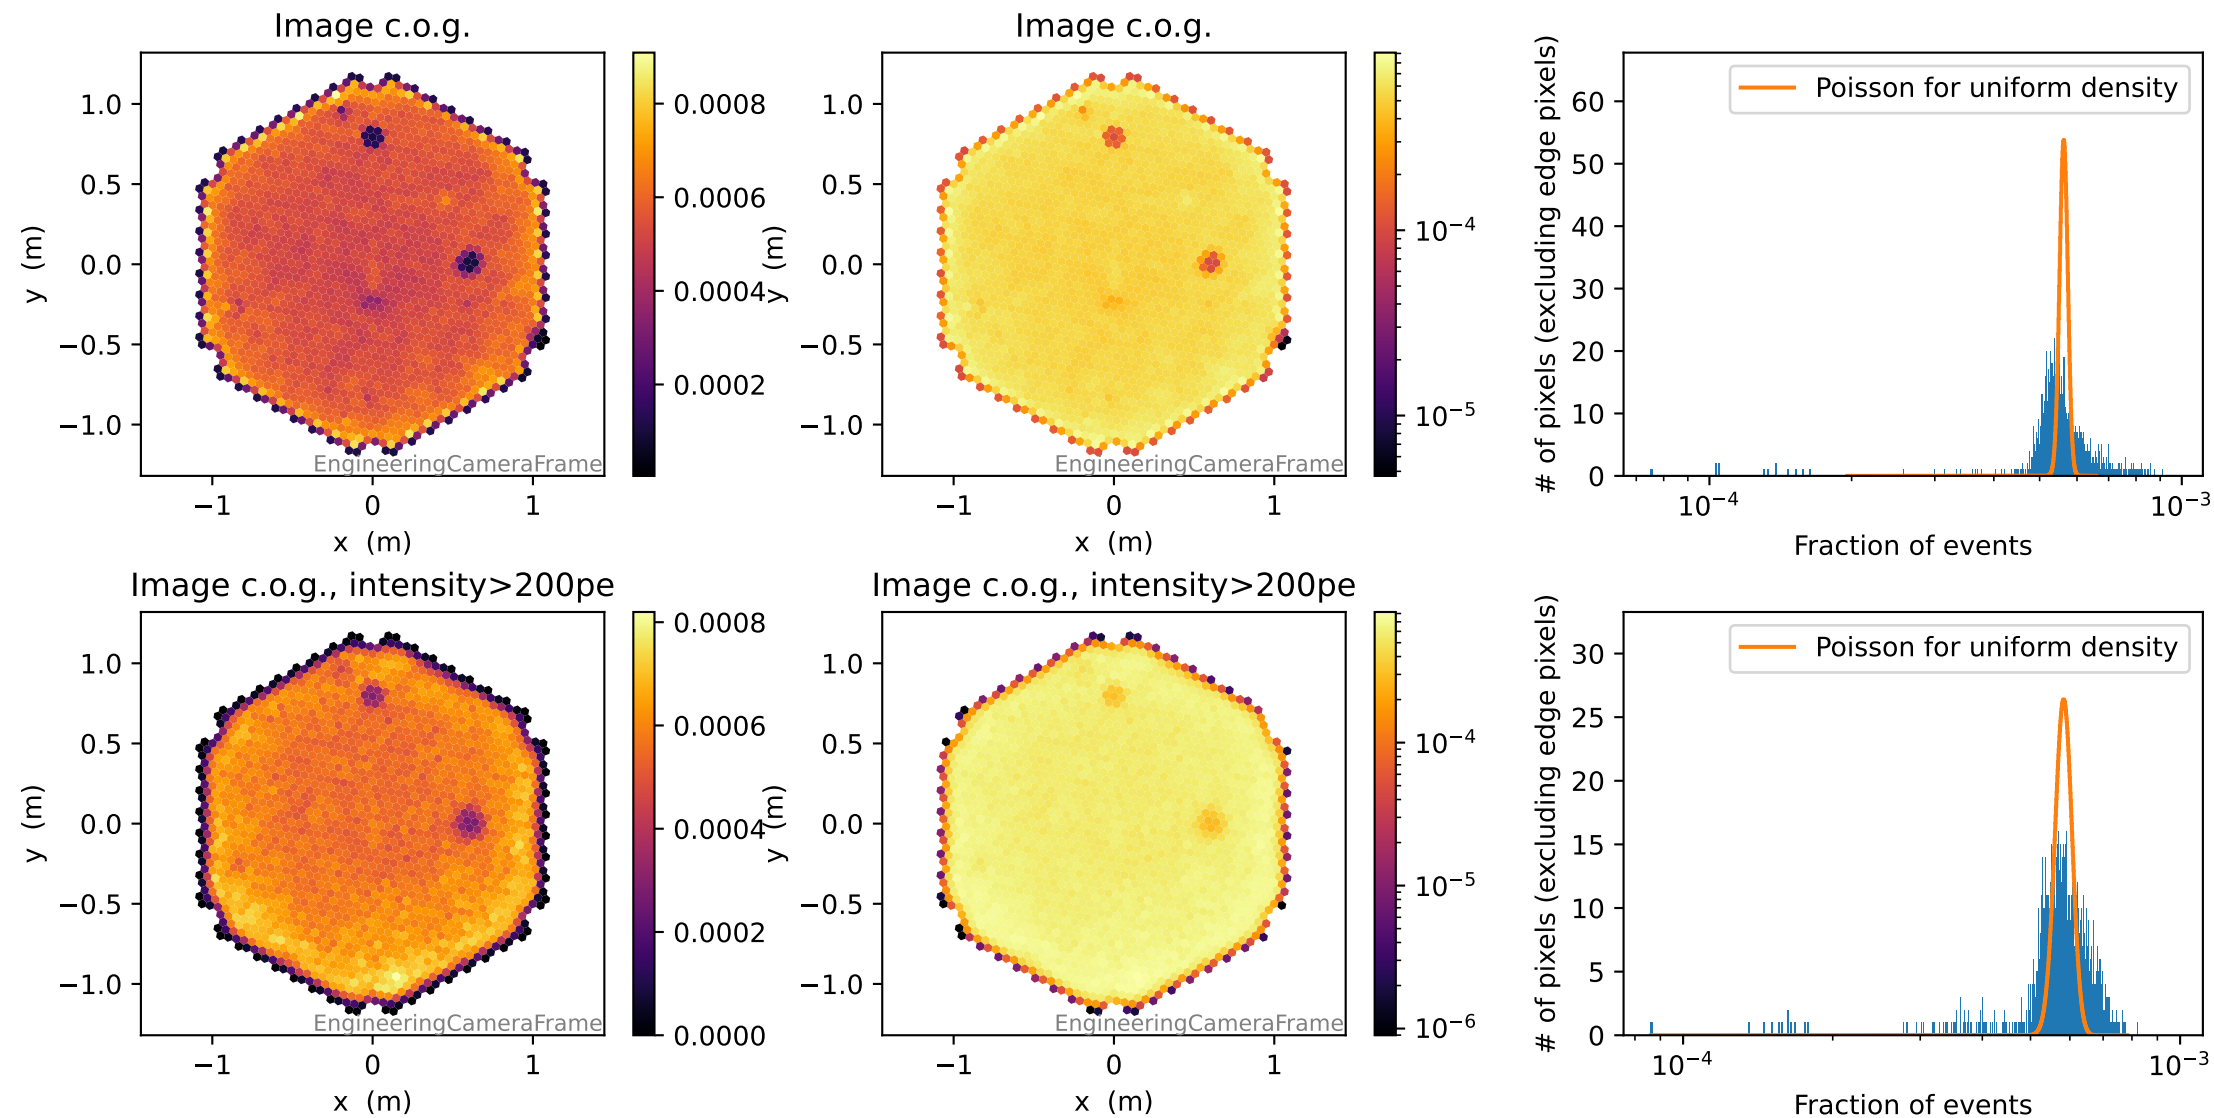 Image c.o.g.
1.0
0.5
0.0
−0.5
−1.0
y (m)
−1
0
1
x (m)
EngineeringCameraFrame
0.0008
0.0006
0.0004
0.0002
Image c.o.g.
1.0
0.5
0.0
−0.5
−1.0
y (m)
−1
0
1
x (m)
EngineeringCameraFrame
10⁻⁴
10⁻⁵
# of pixels (excluding edge pixels)
60
50
40
30
20
10
0
Poisson for uniform density
10⁻⁴
10⁻³
Fraction of events
Image c.o.g., intensity>200pe
1.0
0.5
0.0
−0.5
−1.0
y (m)
−1
0
1
x (m)
EngineeringCameraFrame
0.0008
0.0006
0.0004
0.0002
0.0000
Image c.o.g., intensity>200pe
1.0
0.5
0.0
−0.5
−1.0
y (m)
−1
0
1
x (m)
EngineeringCameraFrame
10⁻⁴
10⁻⁵
10⁻⁶
# of pixels (excluding edge pixels)
30
25
20
15
10
5
0
Poisson for uniform density
10⁻⁴
10⁻³
Fraction of events